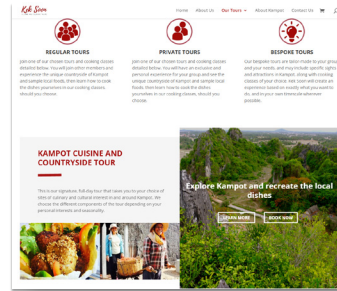 Kek Soon
Home About Us Our Tours About Kampot Contact Us
REGULAR TOURS
PRIVATE TOURS
BESPOKE TOURS
Join one of our chosen tours and cooking classes
detailed below. You will join other members and
experience the unique countryside of Kampot
and sample local foods, then learn how to cook
the dishes yourselves in our cooking classes,
should you choose.
Join one of our chosen tours and cooking classes
detailed below. You will have an exclusive and
personal experience for your group and see the
unique countryside of Kampot and sample local
foods, then learn how to cook the dishes
yourselves in our cooking classes, should you
choose.
Our bespoke tours are tailor made to your group
and your needs, and may include specific sights
and attractions in Kampot, along with cooking
classes of your choice. Kek Soon will create an
experience based on exactly what you want to
do, and in your own timescale wherever
possible.
KAMPOT CUISINE AND
COUNTRYSIDE TOUR
This is our signature, full-day tour that takes you to your choice of
sites of culinary and cultural interest in and around Kampot. We
choose the different components of the tour depending on your
personal interests and seasonality.
Explore Kampot and recreate the local
dishes
LEARN MORE
BOOK NOW